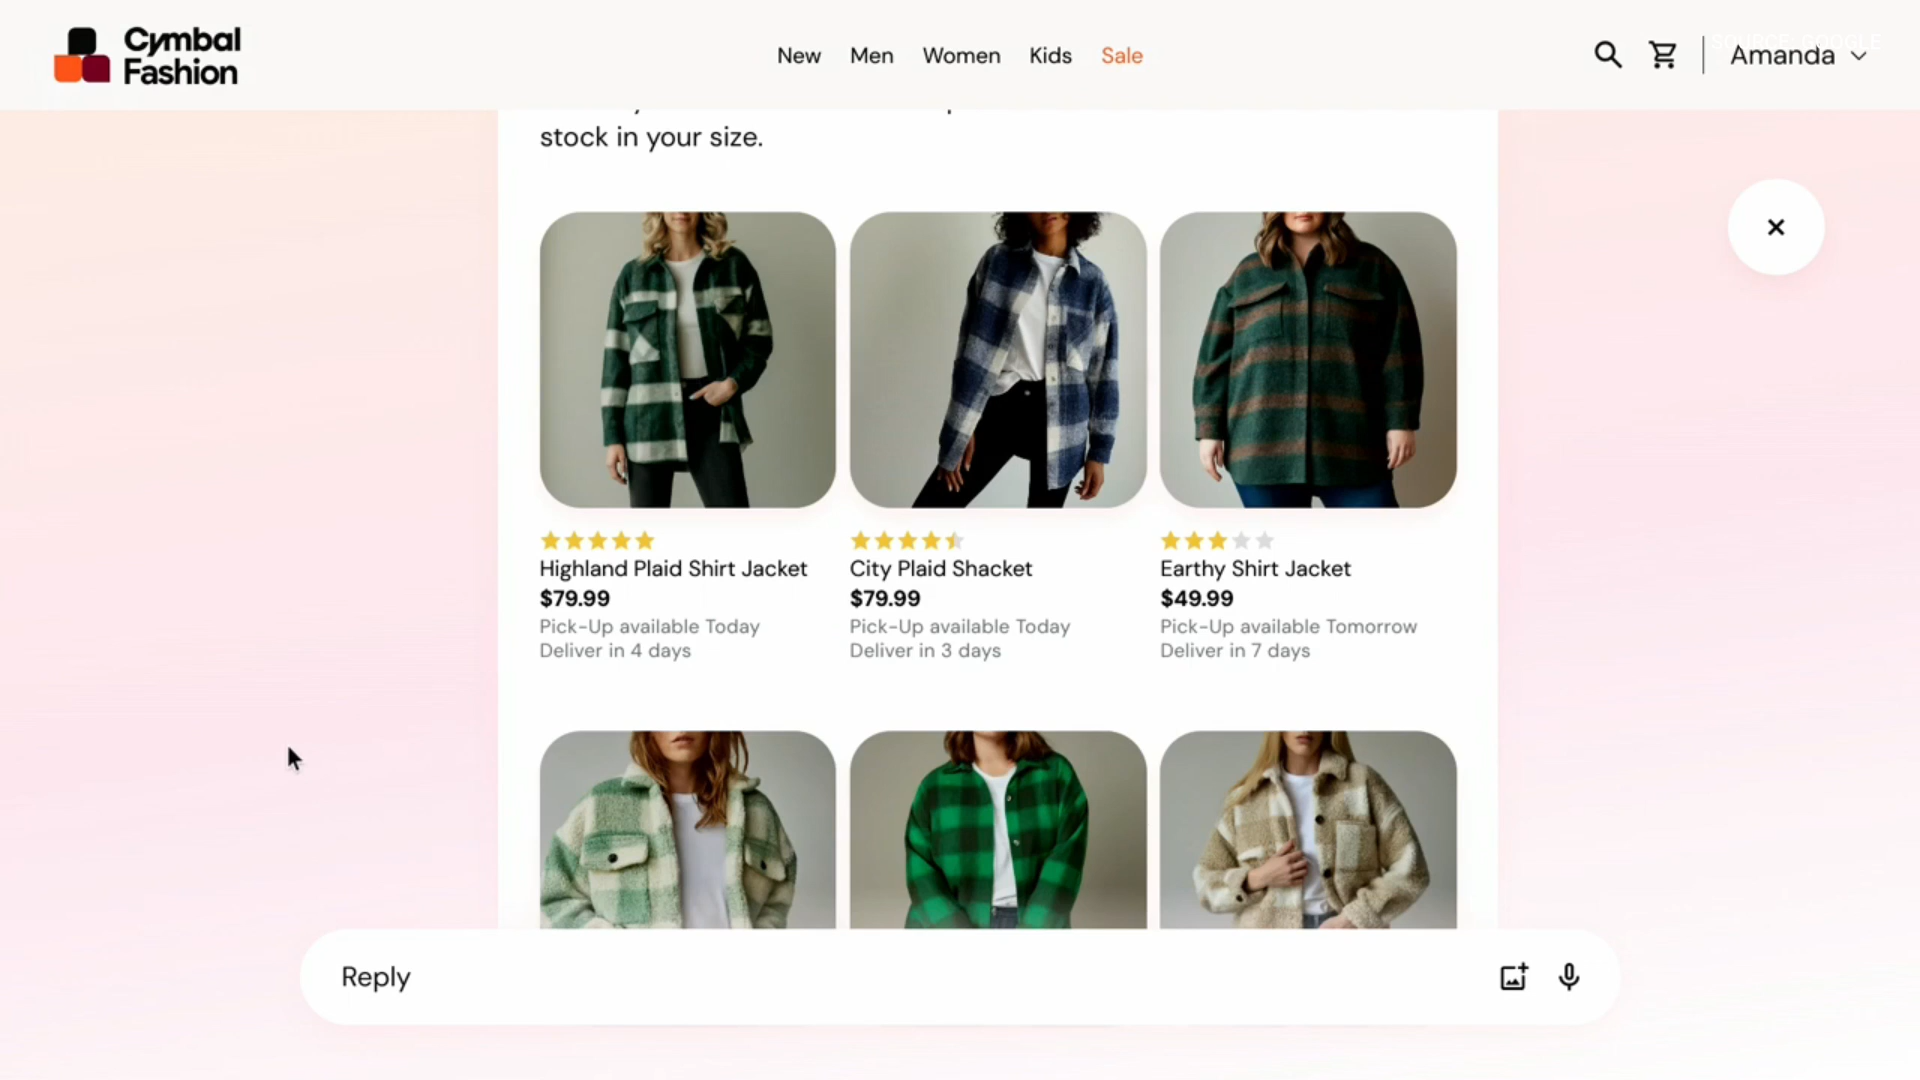 Cymbal
Fashion
New Men Women Kids Sale
SOURCE: GOOGLE
Amanda
stock in your size.
Highland Plaid Shirt Jacket
$79.99
Pick-Up available Today
Deliver in 4 days
City Plaid Shacket
$79.99
Pick-Up available Today
Deliver in 3 days
Earthy Shirt Jacket
$49.99
Pick-Up available Tomorrow
Deliver in 7 days
Reply